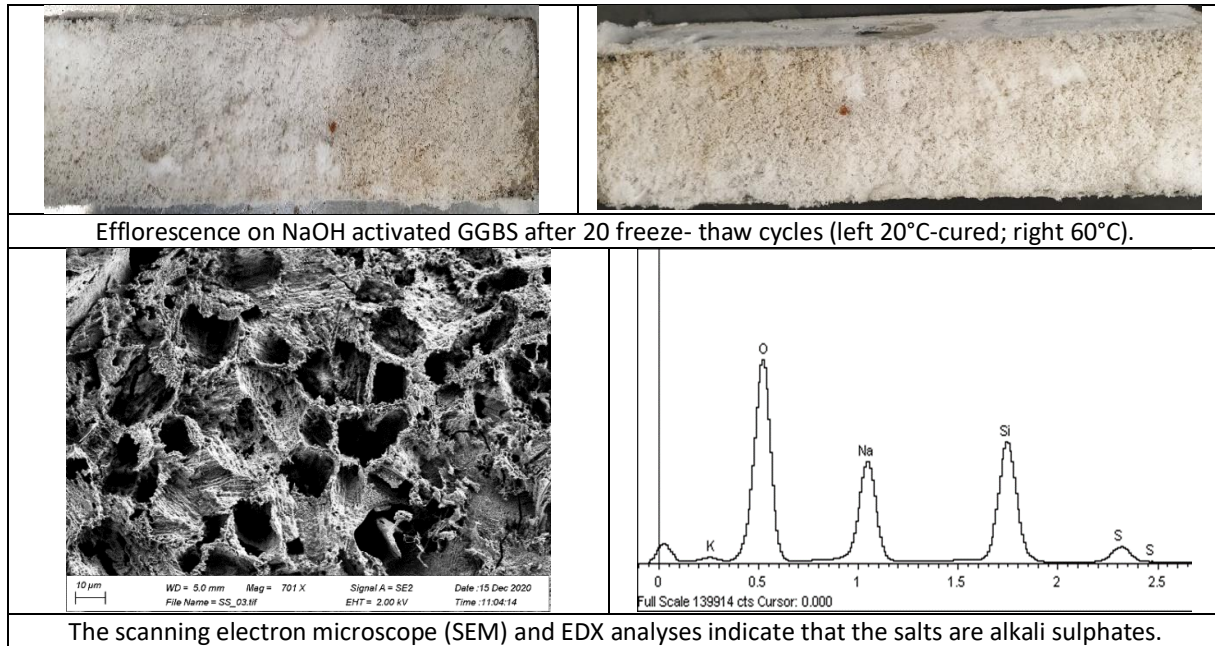 Efflorescence on NaOH activated GGBS after 20 freeze- thaw cycles (left 20°C-cured; right 60°C).
10 µm
WD = 5.0 mm Mag = 701 X Signal A = SE2 Date :15 Dec 2020
File Name = SS_03.tif EHT = 2.00 kV Time :11:04:14
O
Si
Na
K
S
S
0 0.5 1 1.5 2 2.5
Full Scale 139914 cts Cursor: 0.000
The scanning electron microscope (SEM) and EDX analyses indicate that the salts are alkali sulphates.